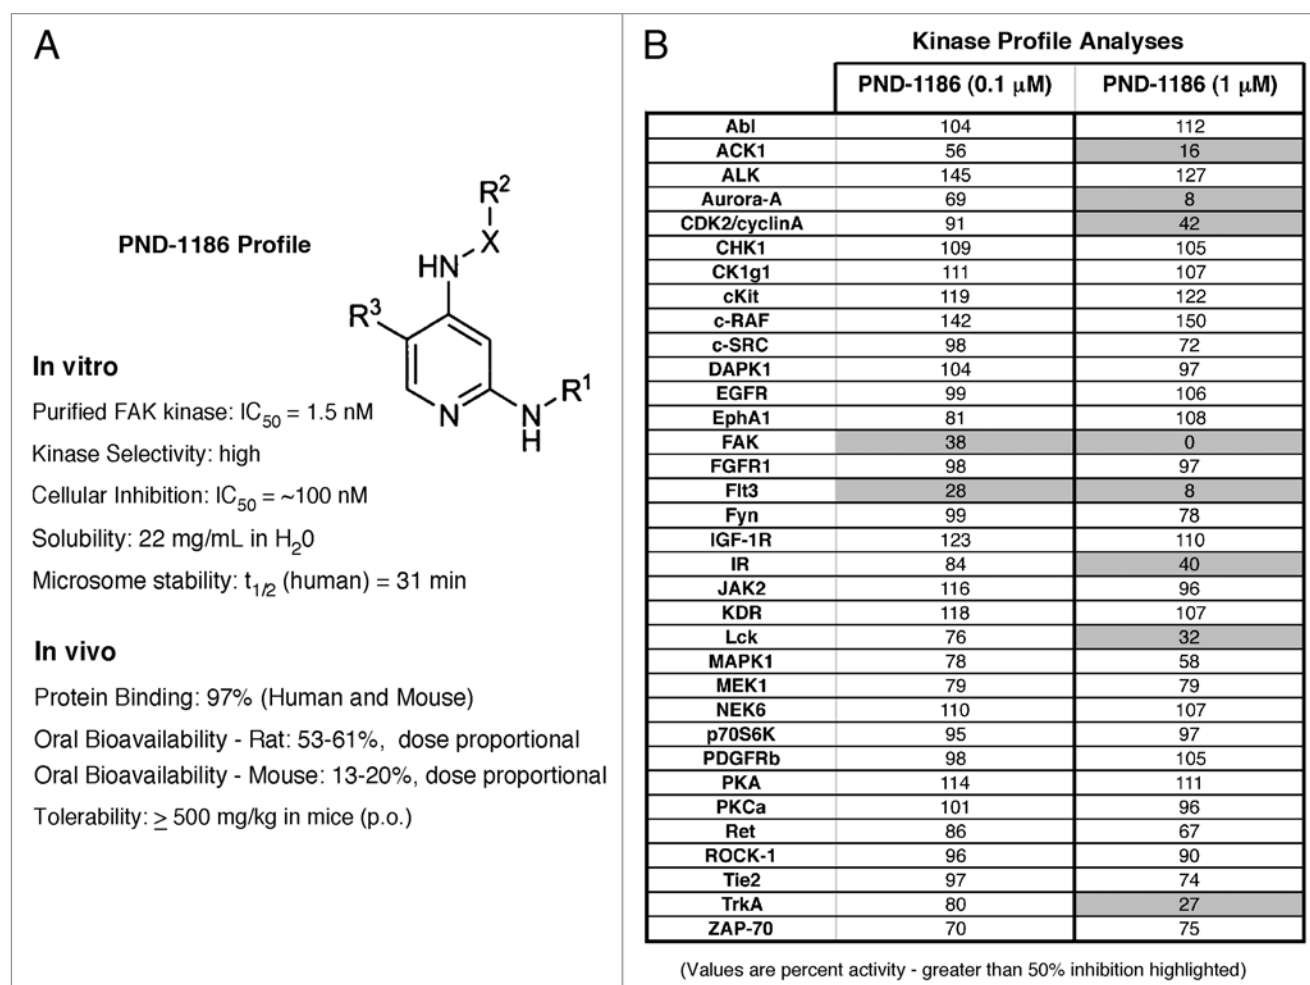 A
PND-1186 Profile
R2
X
HN
R3
N
N
H
R1
In vitro
Purified FAK kinase: IC50 = 1.5 nM
Kinase Selectivity: high
Cellular Inhibition: IC50 = ~100 nM
Solubility: 22 mg/mL in H20
Microsome stability: t1/2 (human) = 31 min
In vivo
Protein Binding: 97% (Human and Mouse)
Oral Bioavailability - Rat: 53-61%, dose proportional
Oral Bioavailability - Mouse: 13-20%, dose proportional
Tolerability: ≥ 500 mg/kg in mice (p.o.)
B
Kinase Profile Analyses
PND-1186 (0.1 μM) PND-1186 (1 μM)
Abl 104 112
ACK1 56 16
ALK 145 127
Aurora-A 69 8
CDK2/cyclinA 91 42
CHK1 109 105
CK1g1 111 107
cKit 119 122
c-RAF 142 150
c-SRC 98 72
DAPK1 104 97
EGFR 99 106
EphA1 81 108
FAK 38 0
FGFR1 98 97
Flt3 28 8
Fyn 99 78
IGF-1R 123 110
IR 84 40
JAK2 116 96
KDR 118 107
Lck 76 32
MAPK1 78 58
MEK1 79 79
NEK6 110 107
p70S6K 95 97
PDGFRb 98 105
PKA 114 111
PKCa 101 96
Ret 86 67
ROCK-1 96 90
Tie2 97 74
TrkA 80 27
ZAP-70 70 75
(Values are percent activity - greater than 50% inhibition highlighted)